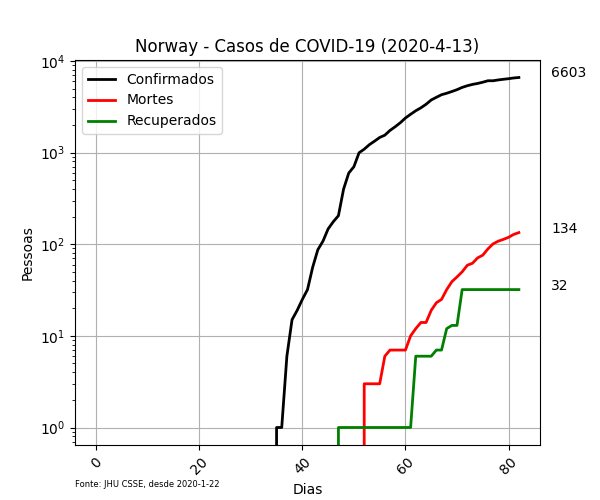 Norway - Casos de COVID-19 (2020-4-13)
Confirmados
Mortes
Recuperados
10^4
10^3
10^2
10^1
10^0
6603
134
32
Pessoas
0 20 40 60 80
Dias
Fonte: JHU CSSE, desde 2020-1-22